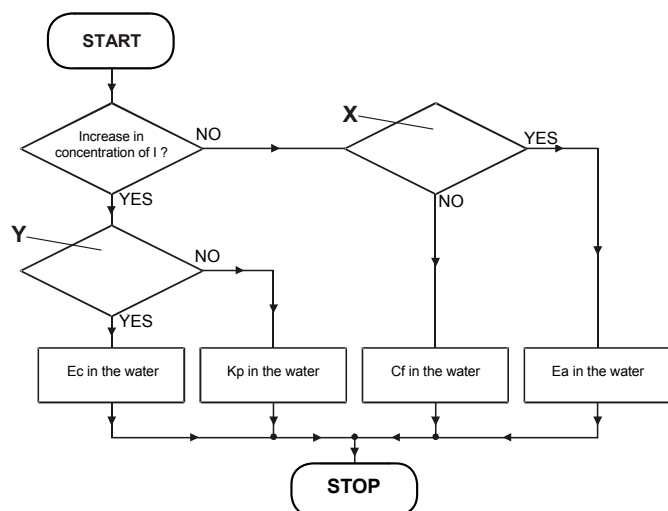 START
Increase in
concentration of I ?
NO
X
YES
YES
NO
Y
NO
YES
Ec in the water
Kp in the water
Cf in the water
Ea in the water
STOP